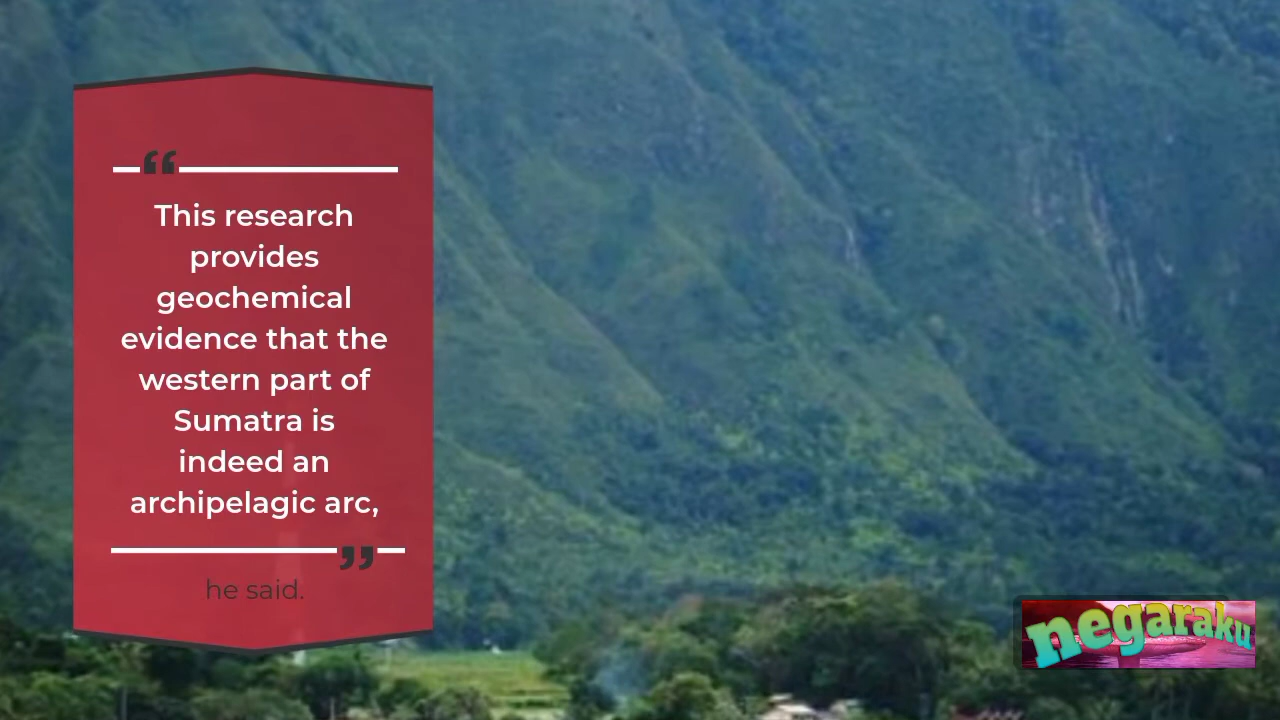 “
This research
provides
geochemical
evidence that the
western part of
Sumatra is
indeed an
archipelagic arc,
”
he said.
negaraku